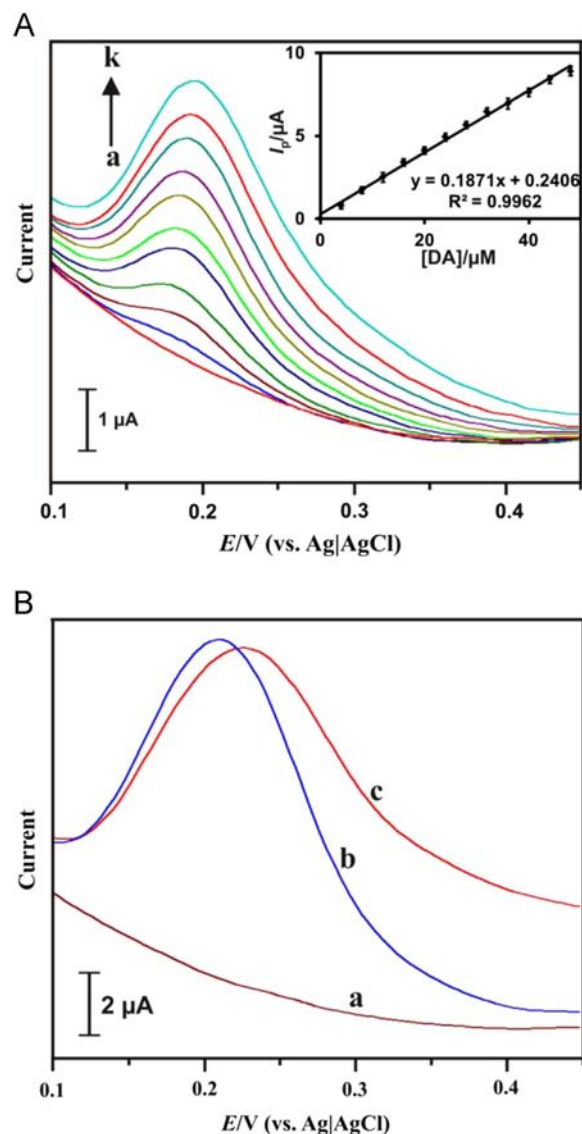 A
k
a
Current
1 µA
0.1
0.2
0.3
0.4
E/V (vs. Ag|AgCl)
10
5
0
Ip/µA
y = 0.1871x + 0.2406
R² = 0.9962
0
20
40
[DA]/µM
B
c
b
a
Current
2 µA
0.1
0.2
0.3
0.4
E/V (vs. Ag|AgCl)